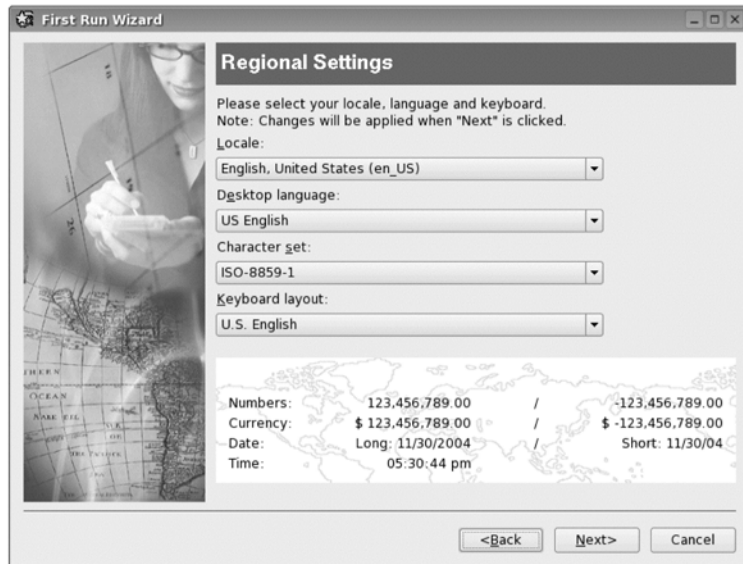 First Run Wizard
Regional Settings
Please select your locale, language and keyboard.
Note: Changes will be applied when "Next" is clicked.
Locale:
English, United States (en_US)
Desktop language:
US English
Character set:
ISO-8859-1
Keyboard layout:
U.S. English
Numbers: 123,456,789.00 / -123,456,789.00
Currency: $ 123,456,789.00 / $ -123,456,789.00
Date: Long: 11/30/2004 / Short: 11/30/04
Time: 05:30:44 pm
OCEAN
<Back Next> Cancel